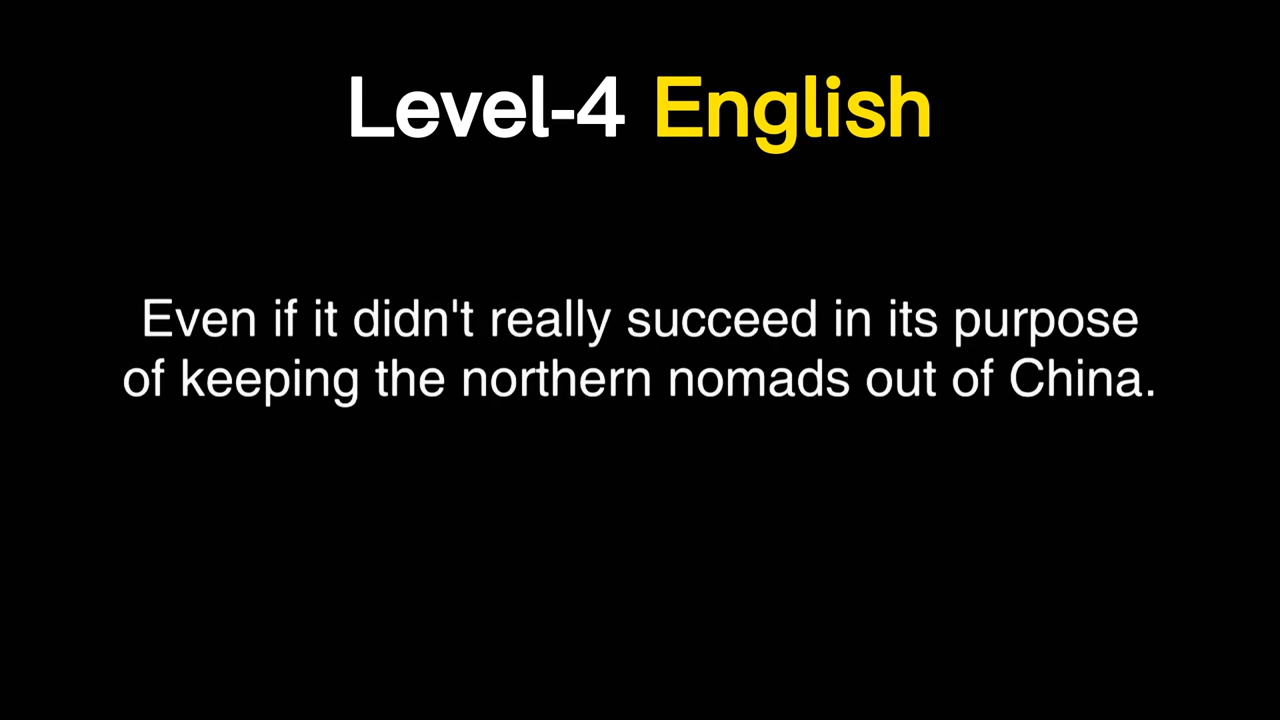 Level-4 English
Even if it didn't really succeed in its purpose
of keeping the northern nomads out of China.